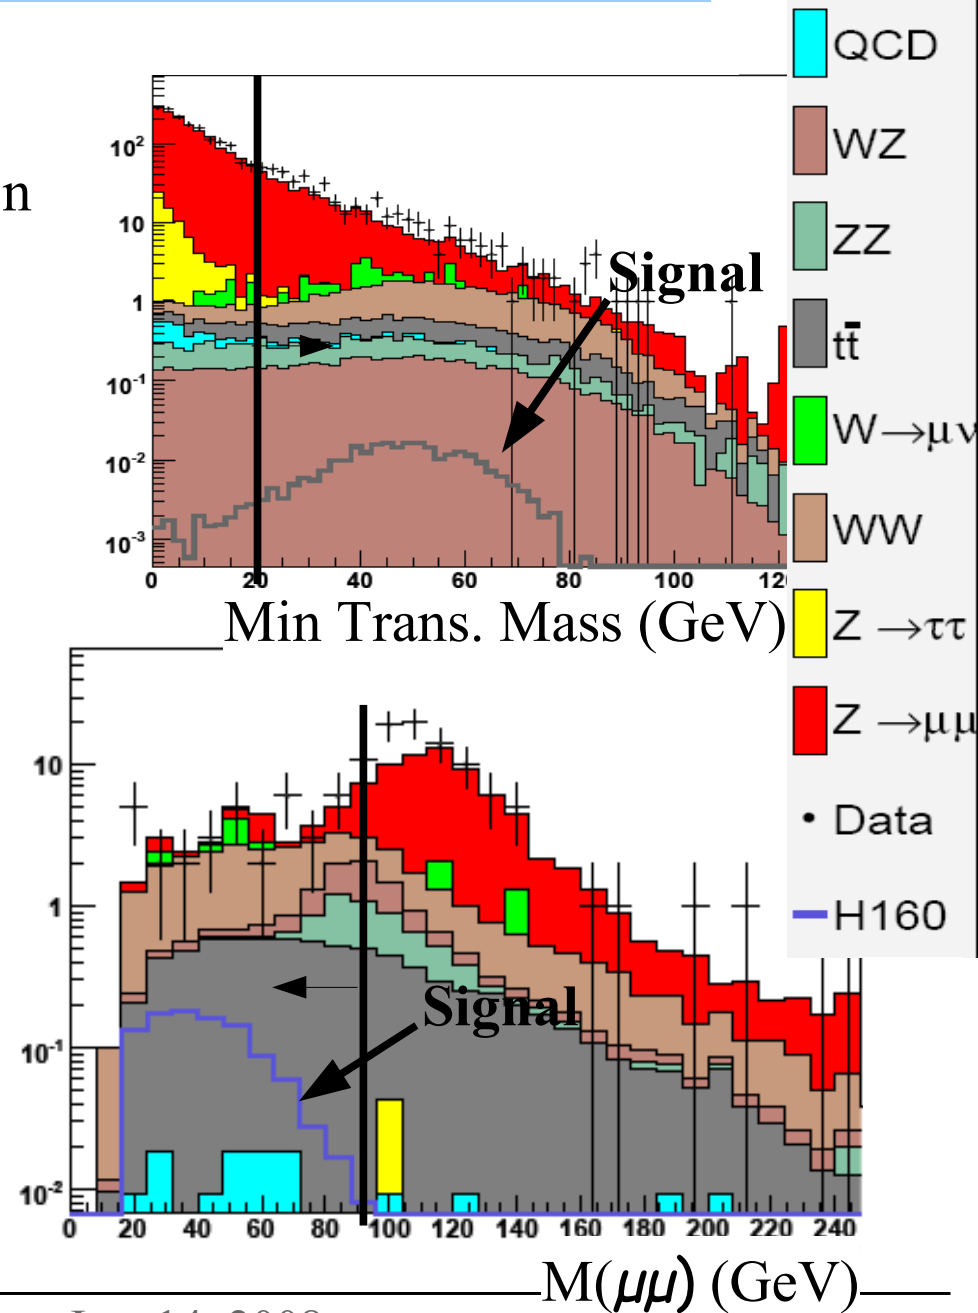 n
10²
10
1
10⁻¹
10⁻²
10⁻³
0 20 40 60 80 100 12
Signal
Min Trans. Mass (GeV)
10
1
10⁻¹
10⁻²
0 20 40 60 80 100 120 140 160 180 200 220 240
Signal
M(μμ) (GeV)
QCD
WZ
ZZ
tt̄
W→μν
WW
Z →ττ
Z →μμ
Data
H160